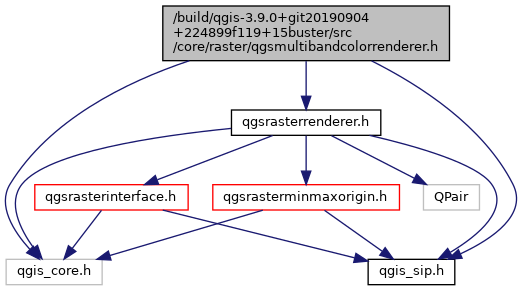 /build/qgis-3.9.0+git20190904
+224899f119+15buster/src
/core/raster/qgsmultibandcolorrenderer.h
qgsrasterrenderer.h
qgsrasterinterface.h
qgsrasterminmaxorigin.h
QPair
qgis_core.h
qgis_sip.h